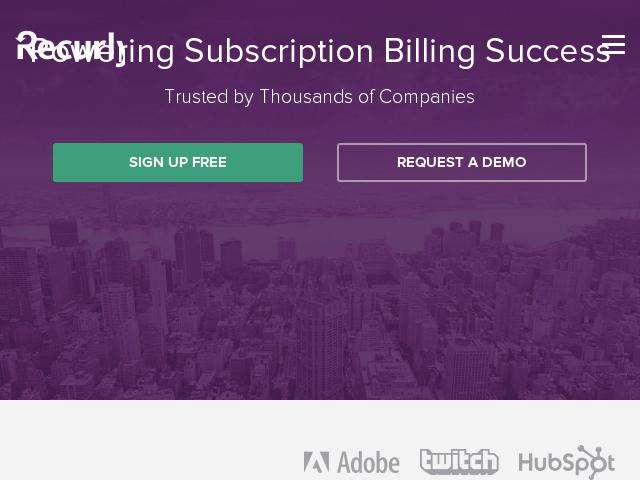 Recurly
Powering Subscription Billing Success
Trusted by Thousands of Companies
SIGN UP FREE
REQUEST A DEMO
Adobe
twitch
HubSpot